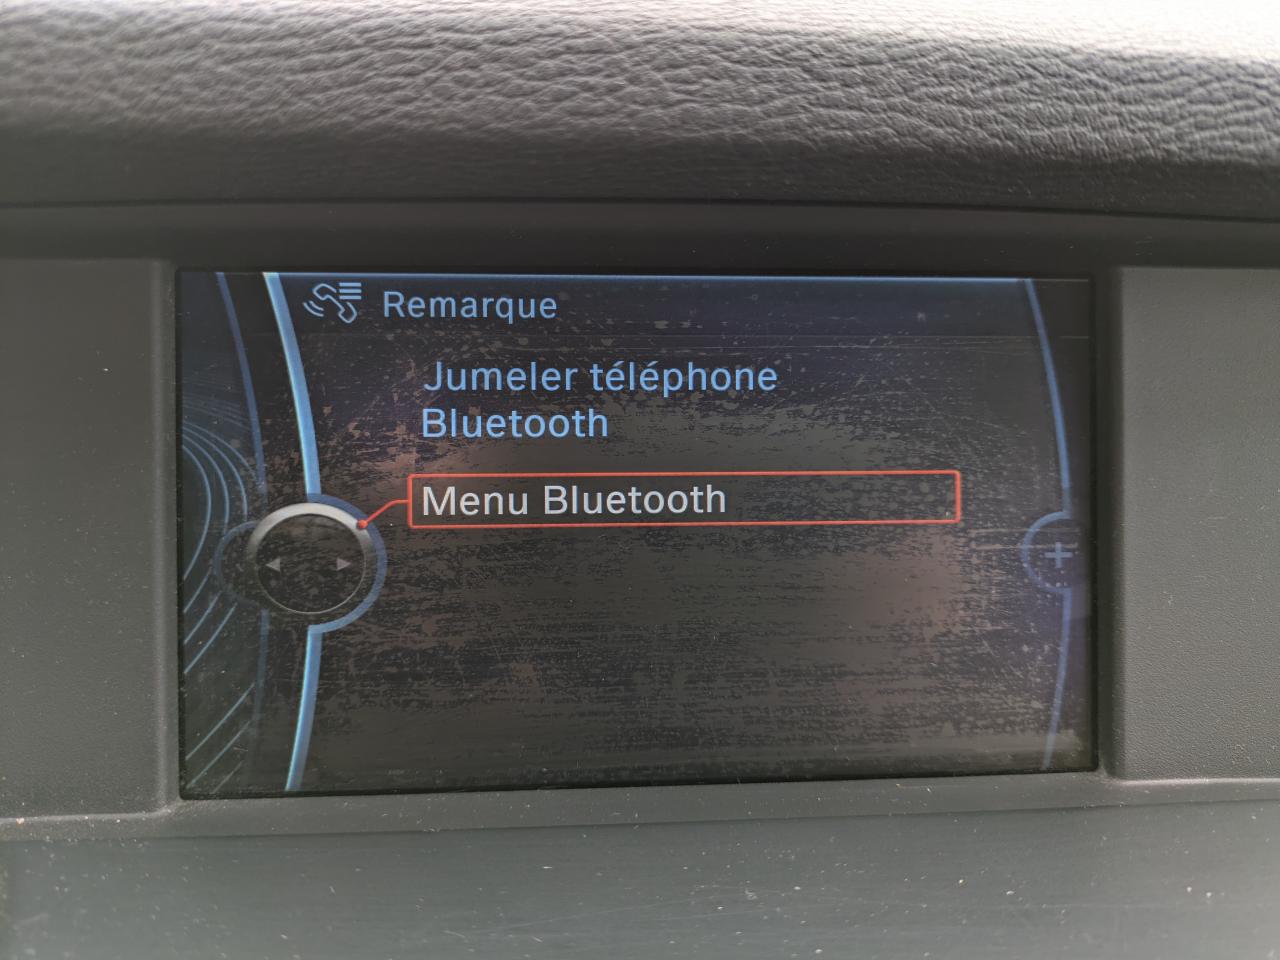 Remarque
Jumeler téléphone
Bluetooth
Menu Bluetooth